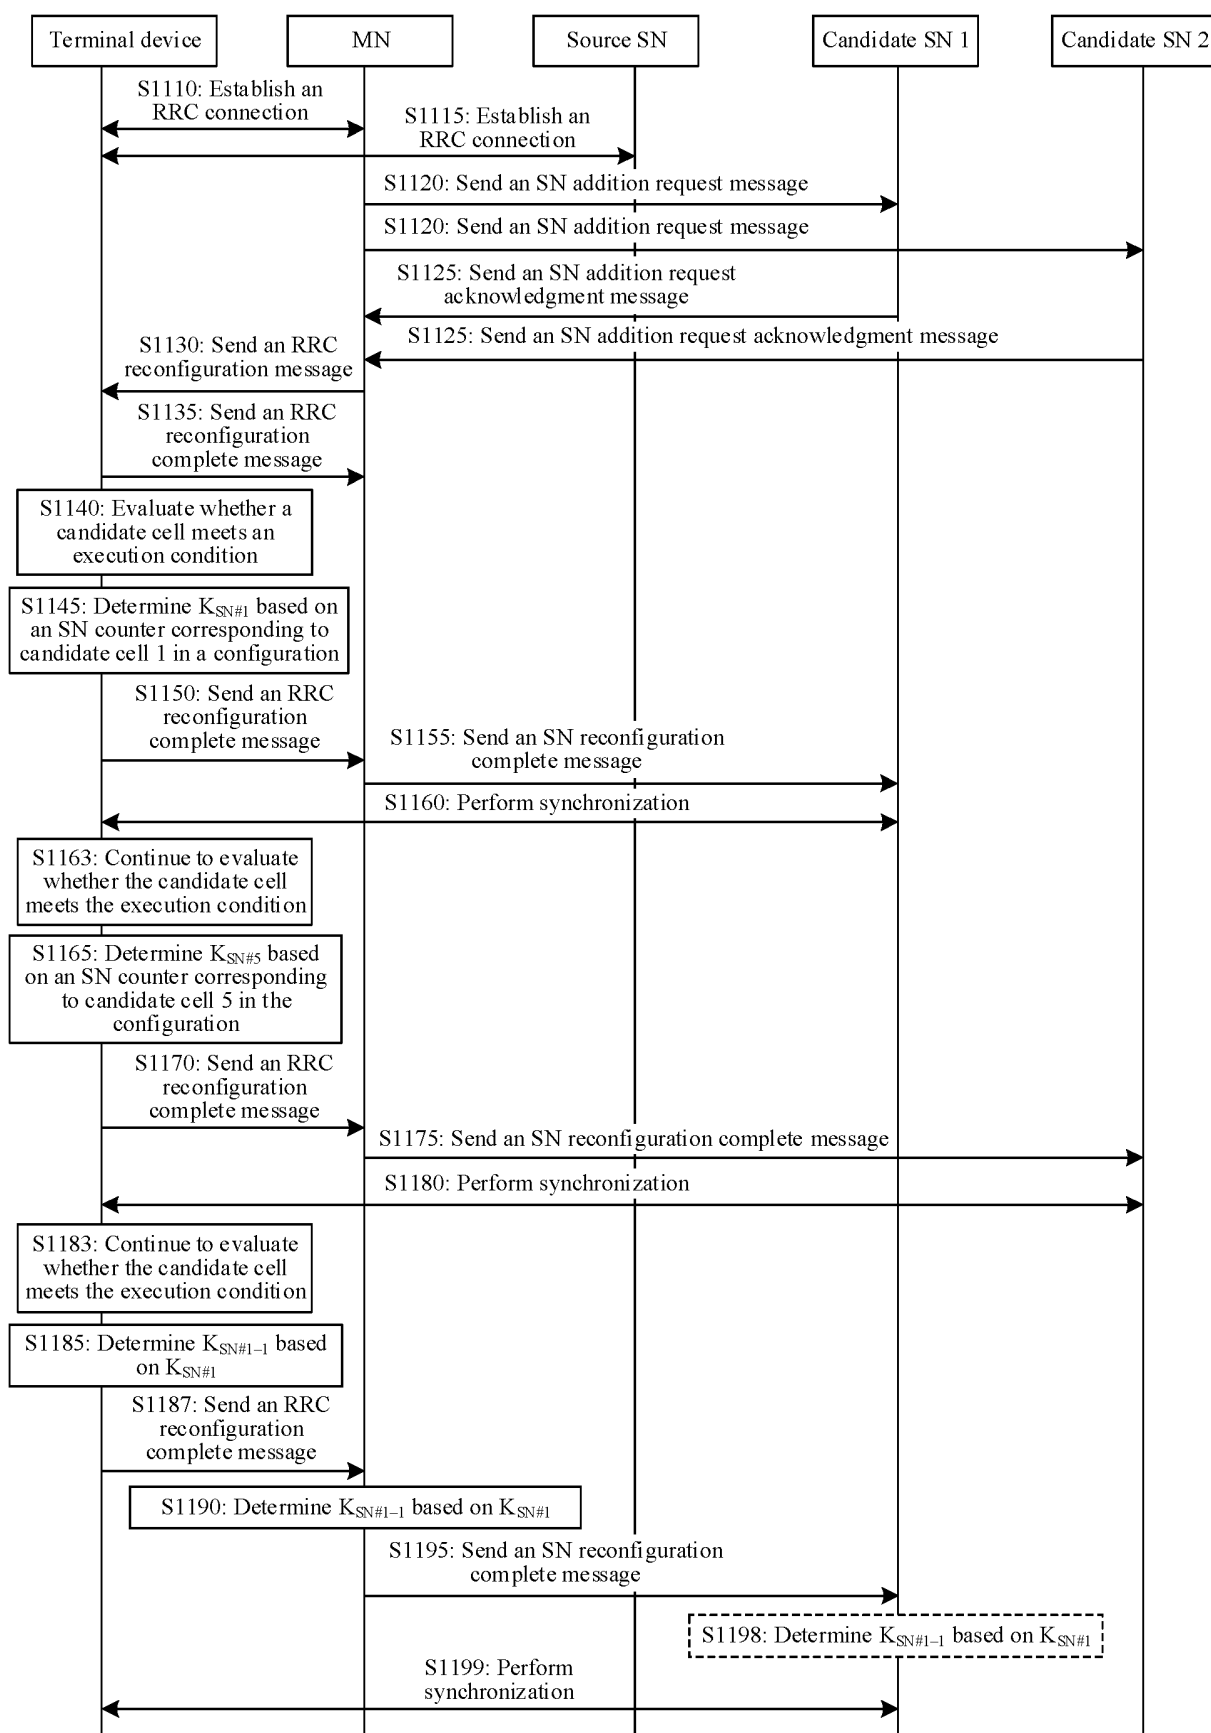 Terminal device
MN
Source SN
Candidate SN 1
Candidate SN 2
S1110: Establish an
RRC connection
S1115: Establish an
RRC connection
S1120: Send an SN addition request message
S1120: Send an SN addition request message
S1125: Send an SN addition request
acknowledgment message
S1125: Send an SN addition request acknowledgment message
S1130: Send an RRC
reconfiguration message
S1135: Send an RRC
reconfiguration
complete message
S1140: Evaluate whether a
candidate cell meets an
execution condition
S1145: Determine K_SN#1 based on
an SN counter corresponding to
candidate cell 1 in a configuration
S1150: Send an RRC
reconfiguration
complete message
S1155: Send an SN reconfiguration
complete message
S1160: Perform synchronization
S1163: Continue to evaluate
whether the candidate cell
meets the execution condition
S1165: Determine K_SN#5 based
on an SN counter corresponding
to candidate cell 5 in the
configuration
S1170: Send an RRC
reconfiguration
complete message
S1175: Send an SN reconfiguration complete message
S1180: Perform synchronization
S1183: Continue to evaluate
whether the candidate cell
meets the execution condition
S1185: Determine K_SN#1–1 based
on K_SN#1
S1187: Send an RRC
reconfiguration
complete message
S1190: Determine K_SN#1–1 based on K_SN#1
S1195: Send an SN reconfiguration
complete message
S1198: Determine K_SN#1–1 based on K_SN#1
S1199: Perform
synchronization